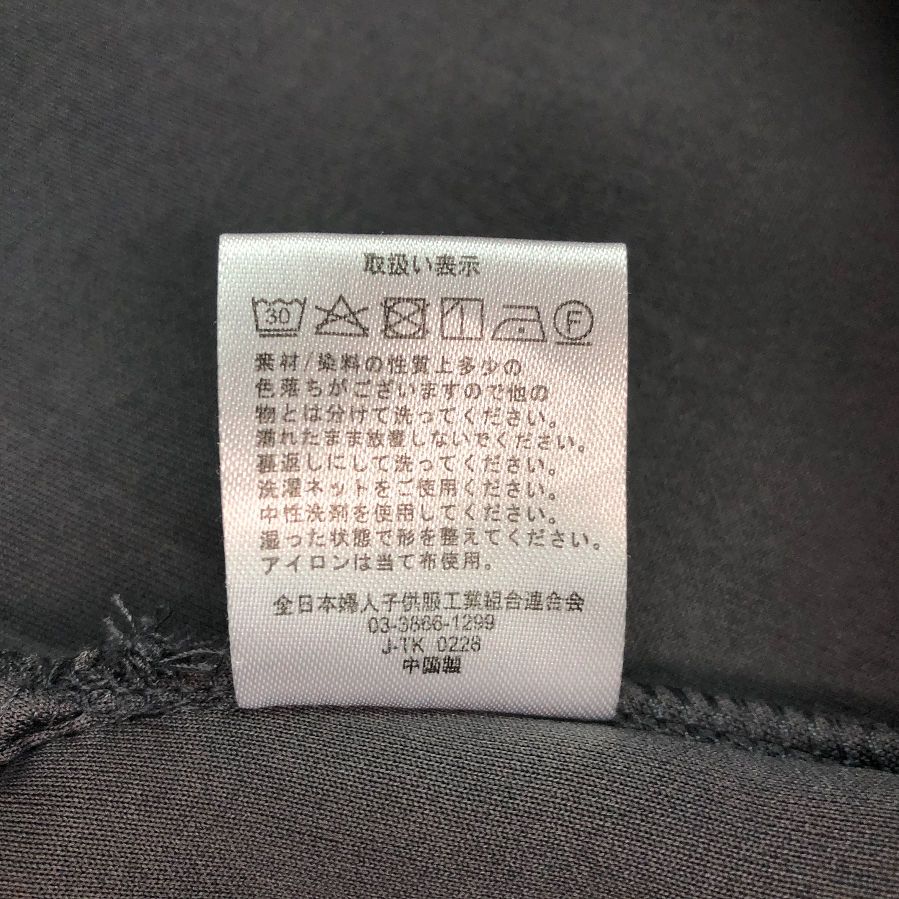 取扱い表示
30 F
素材/染料の性質上多少の
色落ちがございますので他の
物とは分けて洗ってください。
濡れたまま放置しないでください。
裏返しにして洗ってください。
洗濯ネットをご使用ください。
中性洗剤を使用してください。
湿った状態で形を整えてください。
アイロンは当て布使用。
全日本婦人子供服工業組合連合会
03-3866-1299
J-TK 0228
中国製